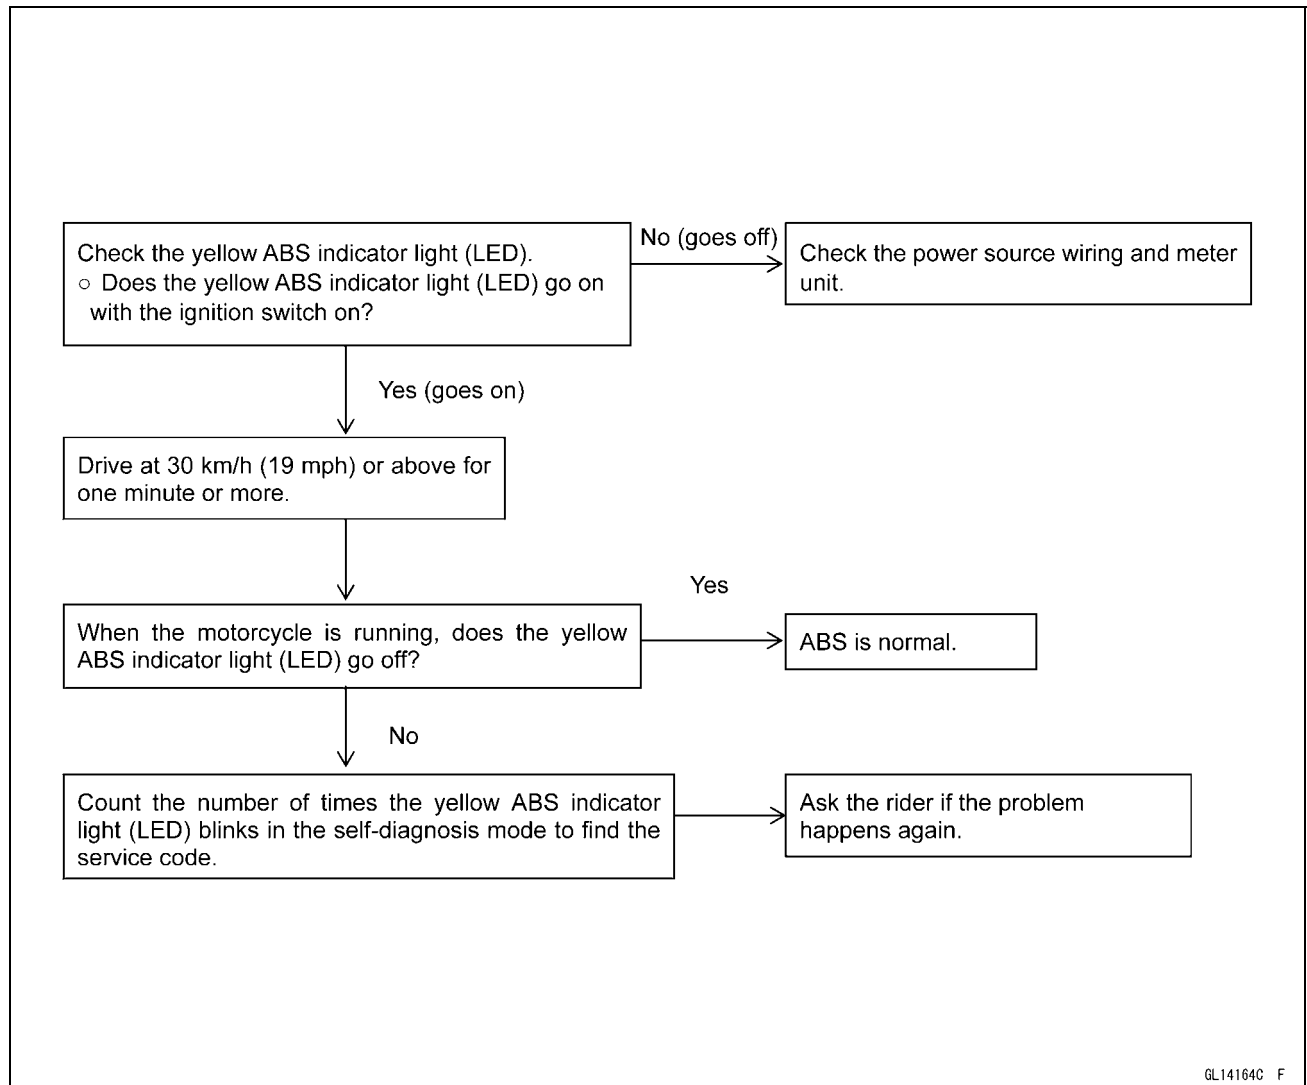 Check the yellow ABS indicator light (LED).
○ Does the yellow ABS indicator light (LED) go on
with the ignition switch on?
No (goes off)
Check the power source wiring and meter
unit.
Yes (goes on)
Drive at 30 km/h (19 mph) or above for
one minute or more.
When the motorcycle is running, does the yellow
ABS indicator light (LED) go off?
Yes
ABS is normal.
No
Count the number of times the yellow ABS indicator
light (LED) blinks in the self-diagnosis mode to find the
service code.
Ask the rider if the problem
happens again.
GL14164C F